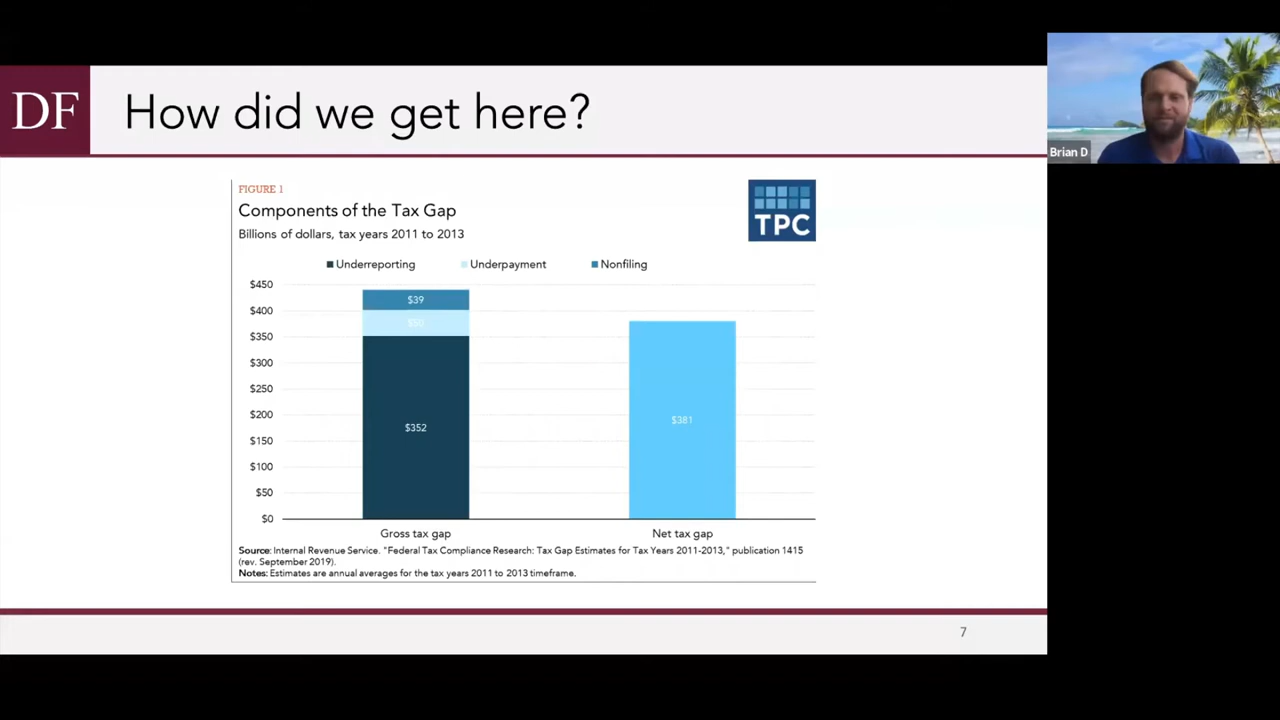 DF
How did we get here?
Brian D
FIGURE 1
Components of the Tax Gap
Billions of dollars, tax years 2011 to 2013
TPC
Underreporting
Underpayment
Nonfiling
$450
$400
$350
$300
$250
$200
$150
$100
$50
$0
$39
$50
$352
$381
Gross tax gap
Net tax gap
Source: Internal Revenue Service. "Federal Tax Compliance Research: Tax Gap Estimates for Tax Years 2011-2013," publication 1415
(rev. September 2019).
Notes: Estimates are annual averages for the tax years 2011 to 2013 timeframe.
7